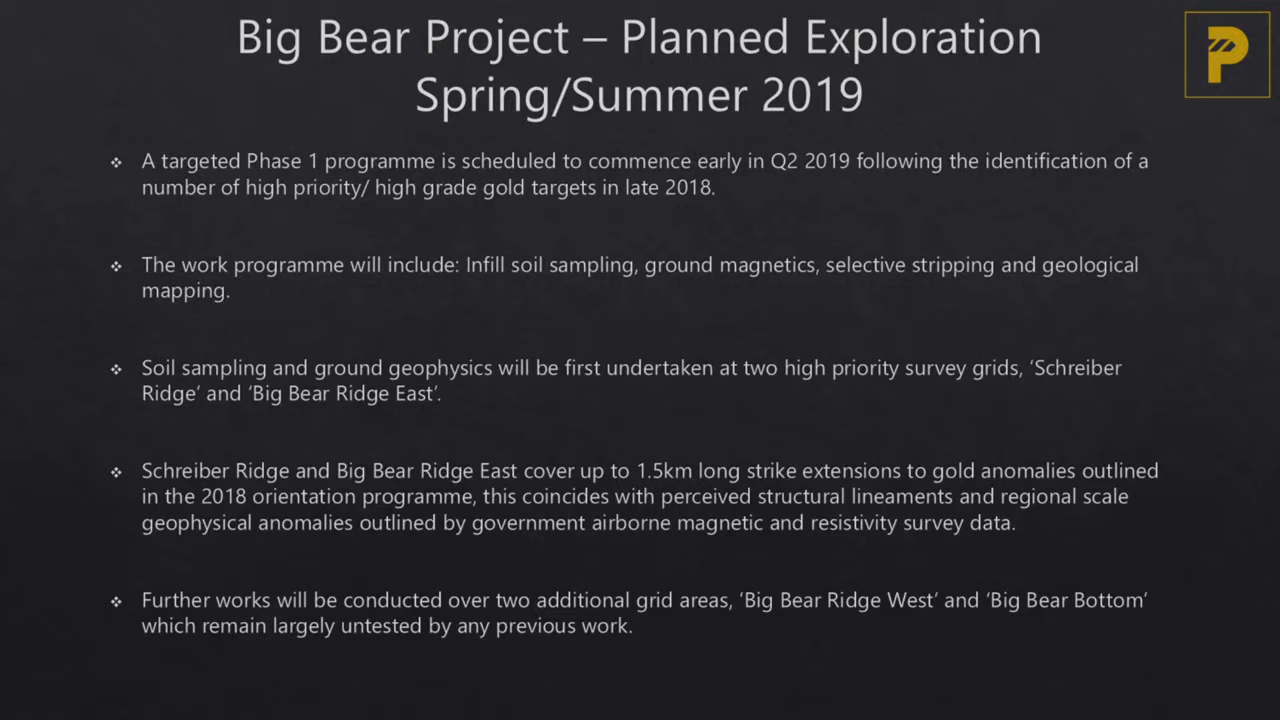 Big Bear Project – Planned Exploration
Spring/Summer 2019
P
❖ A targeted Phase 1 programme is scheduled to commence early in Q2 2019 following the identification of a
number of high priority/ high grade gold targets in late 2018.
❖ The work programme will include: Infill soil sampling, ground magnetics, selective stripping and geological
mapping.
❖ Soil sampling and ground geophysics will be first undertaken at two high priority survey grids, ‘Schreiber
Ridge’ and ‘Big Bear Ridge East’.
❖ Schreiber Ridge and Big Bear Ridge East cover up to 1.5km long strike extensions to gold anomalies outlined
in the 2018 orientation programme, this coincides with perceived structural lineaments and regional scale
geophysical anomalies outlined by government airborne magnetic and resistivity survey data.
❖ Further works will be conducted over two additional grid areas, ‘Big Bear Ridge West’ and ‘Big Bear Bottom’
which remain largely untested by any previous work.